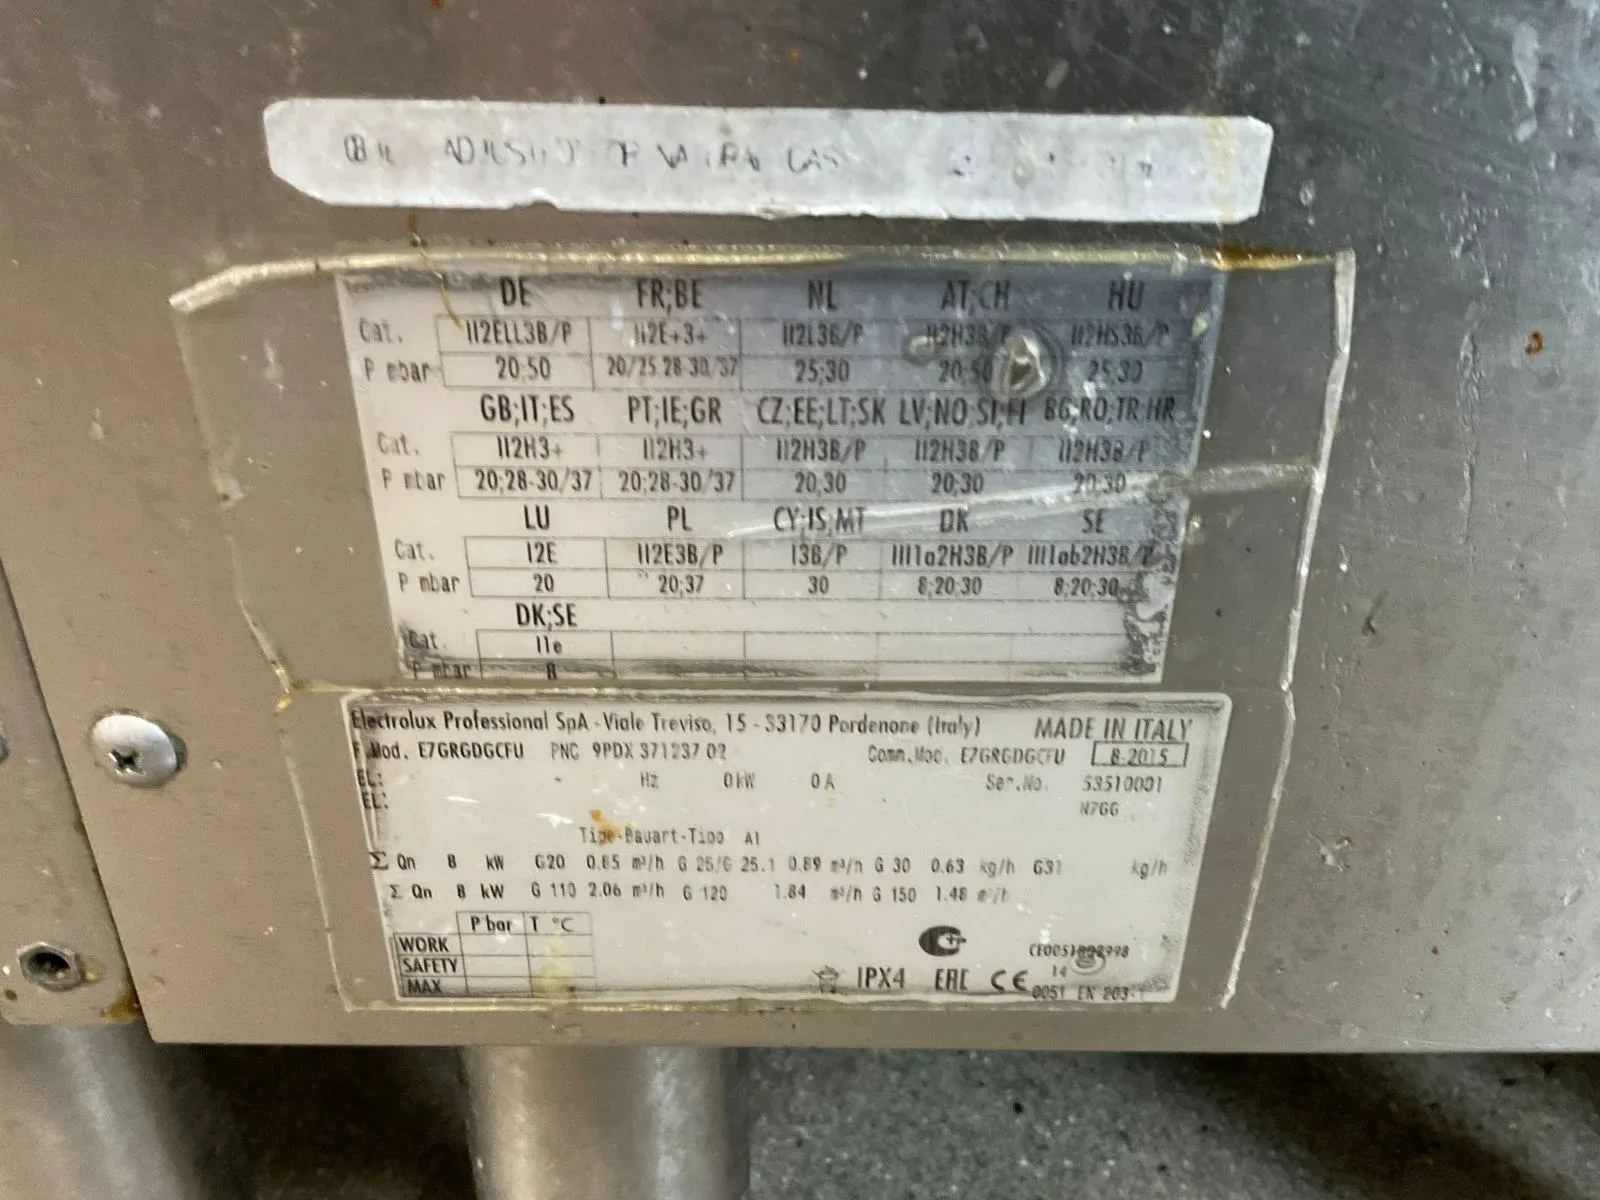 GAS
DE FR;BE NL AT;CH HU
Cat. II2ELL3B/P II2E+3+ II2L3B/P II2H3B/P II2HS3B/P
P mbar 20;50 20/25.28-30/37 25;30 20;50 25;30
GB;IT;ES PT;IE;GR CZ;EE;LT;SK LV;NO;SI;FI BG;RO;TR;HR
Cat. II2H3+ II2H3+ II2H3B/P II2H3B/P II2H3B/P
P mbar 20;28-30/37 20;28-30/37 20;30 20;30 20;30
LU PL CY;IS;MT DK SE
Cat. I2E II2E3B/P I3B/P III1a2H3B/P III1ab2H3B/P
P mbar 20 20;37 30 8;20;30 8;20;30
DK;SE
Cat. I1e
P mbar 8
Electrolux Professional SpA - Viale Treviso, 15 - 33170 Pordenone (Italy) MADE IN ITALY
F.Mod. E7GRGDGCFU PNC 9PDX 371237 02 Comm.Mod. E7GRGDGCFU 8-2015
EL: - Hz 0 kW 0 A Ser.No. 53510001
EL: N7GG
Tipo-Bauart-Tipo A1
Σ Qn 8 kW G20 0.85 m³/h G 25/G 25.1 0.89 m³/h G 30 0.63 kg/h G31 kg/h
Σ Qn 8 kW G 110 2.06 m³/h G 120 1.84 m³/h G 150 1.48 m³/h
P bar T °C
WORK
SAFETY
MAX
IPX4 EAC CE 14
0051 EN 203-1